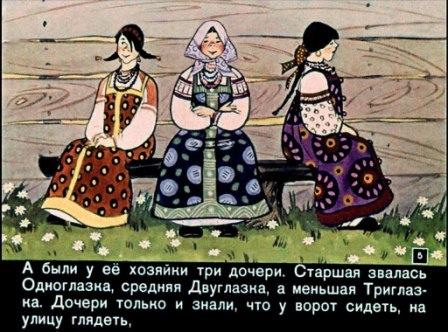 5
А были у её хозяйки три дочери. Старшая звалась
Одноглазка, средняя Двуглазка, а меньшая Триглаз-
ка. Дочери только и знали, что у ворот сидеть, на
улицу глядеть,